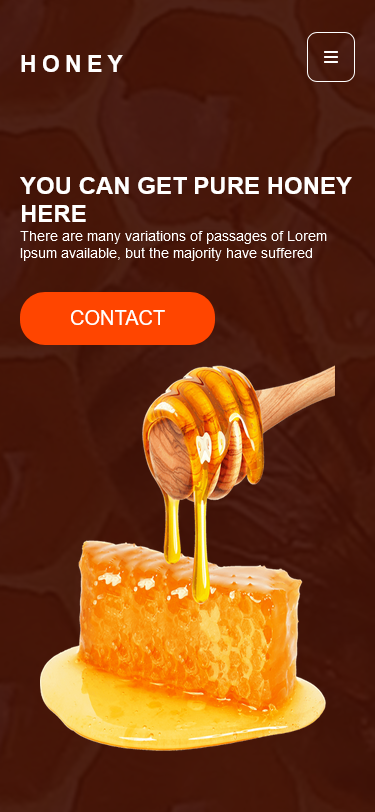 HONEY
YOU CAN GET PURE HONEY
HERE
There are many variations of passages of Lorem
Ipsum available, but the majority have suffered
CONTACT